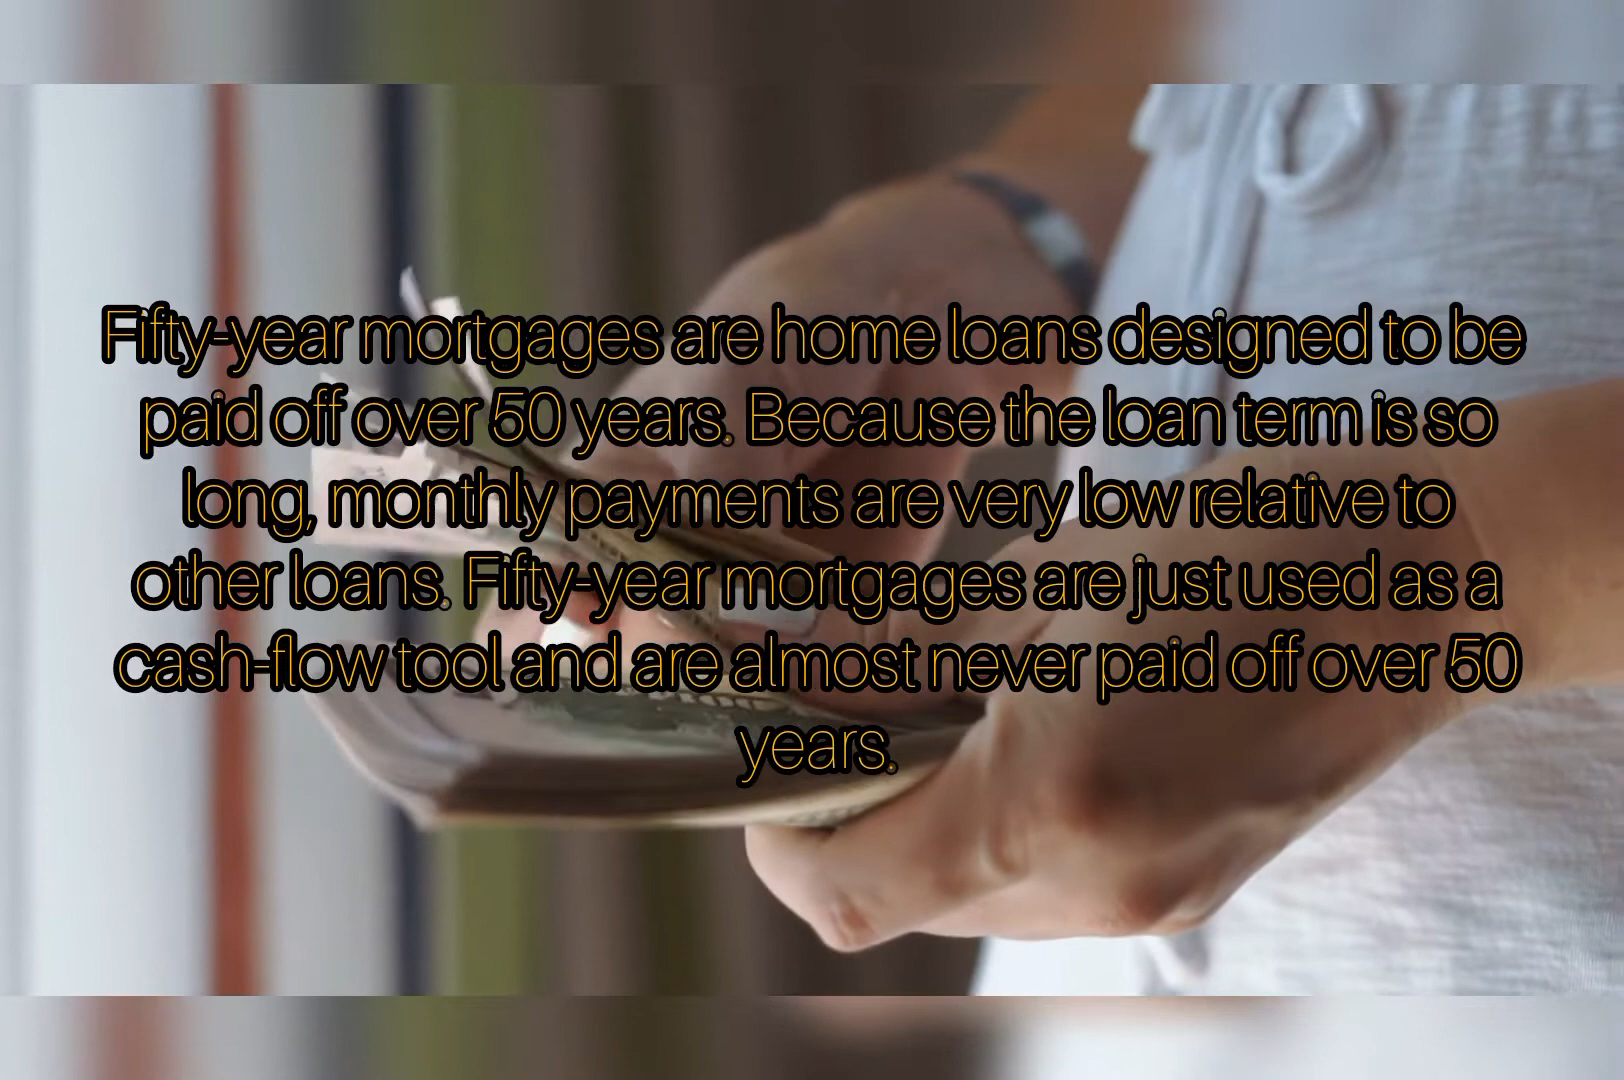 Fifty-year mortgages are home loans designed to be
paid off over 50 years. Because the loan term is so
long, monthly payments are very low relative to
other loans. Fifty-year mortgages are just used as a
cash-flow tool and are almost never paid off over 50
years.